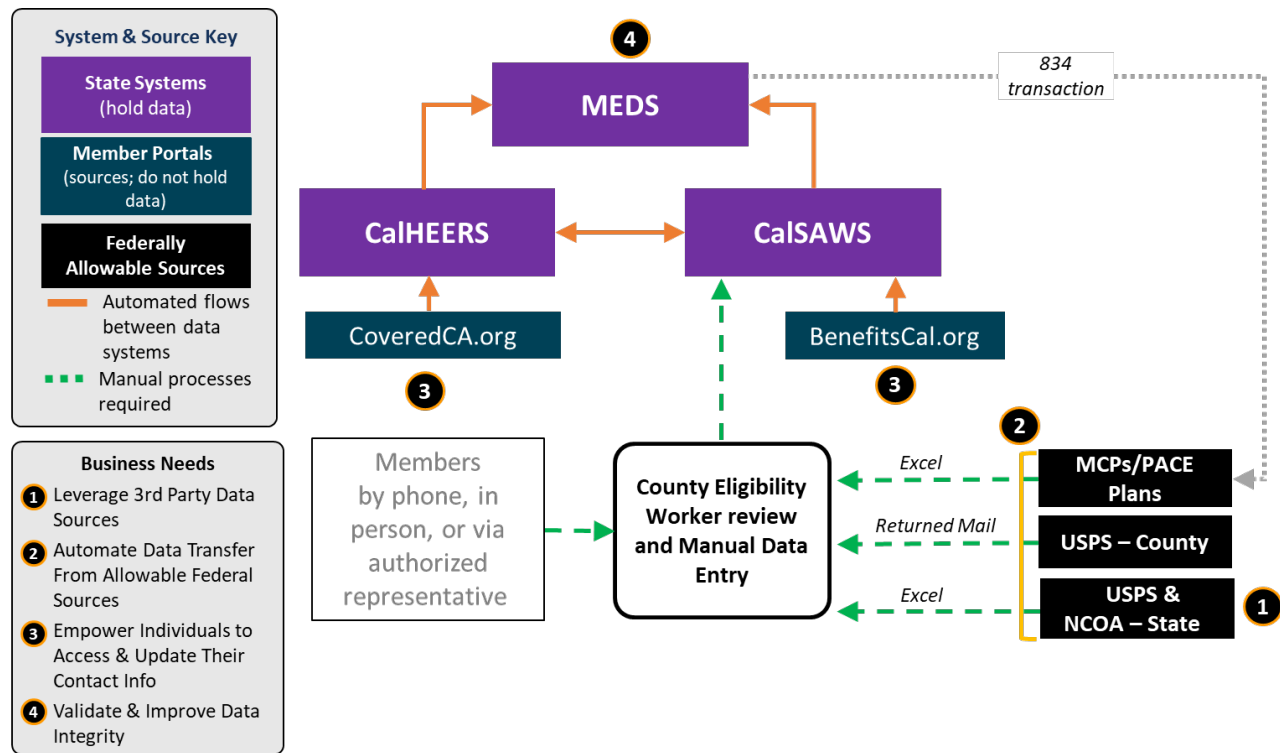 System & Source Key
State Systems
(hold data)
Member Portals
(sources; do not hold
data)
Federally
Allowable Sources
Automated flows
between data
systems
Manual processes
required
Business Needs
1 Leverage 3rd Party Data
Sources
2 Automate Data Transfer
From Allowable Federal
Sources
3 Empower Individuals to
Access & Update Their
Contact Info
4 Validate & Improve Data
Integrity
4
MEDS
834
transaction
CalHEERS
CalSAWS
CoveredCA.org
BenefitsCal.org
3
3
Members
by phone, in
person, or via
authorized
representative
County Eligibility
Worker review
and Manual Data
Entry
2
Excel
MCPs/PACE
Plans
Returned Mail
USPS – County
Excel
USPS &
NCOA – State
1